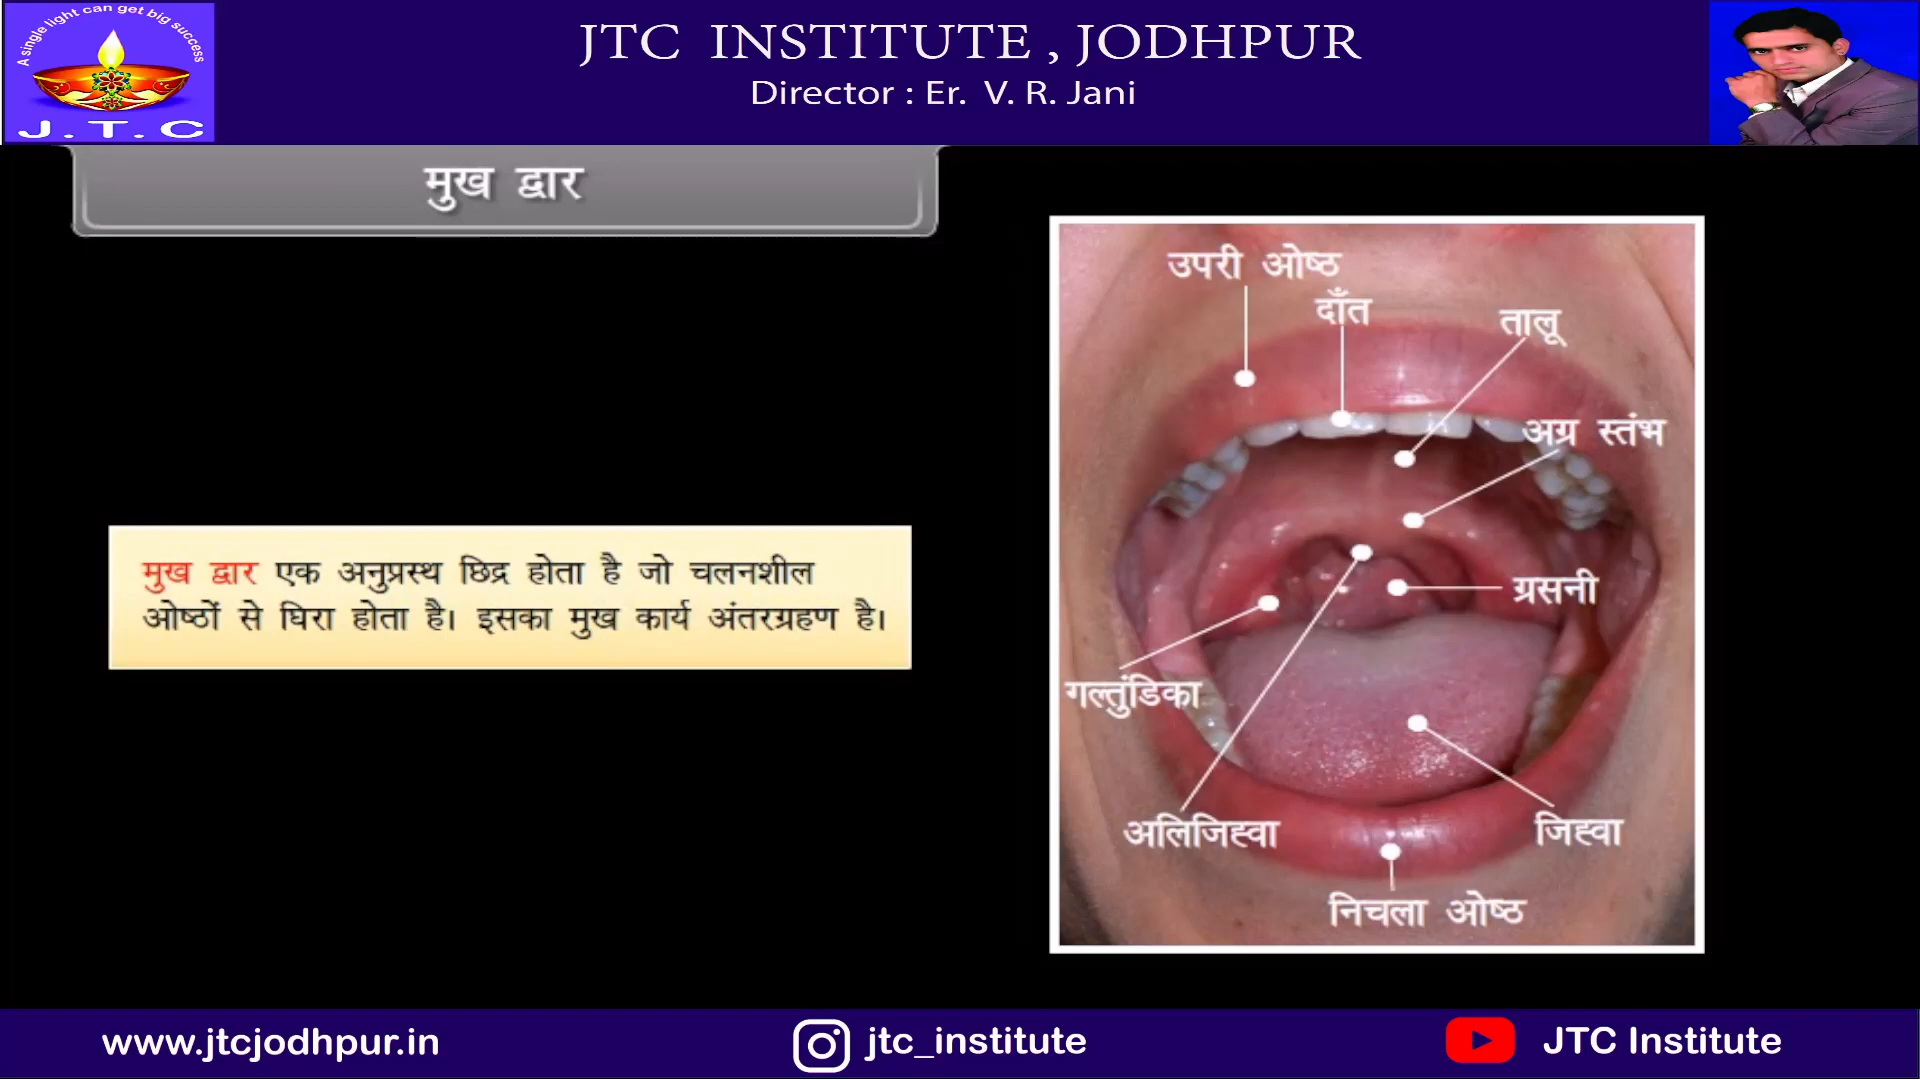 A single light can get big success
J.T.C
JTC INSTITUTE, JODHPUR
Director : Er. V. R. Jani
मुख द्वार
उपरी ओष्ठ
दाँत
तालू
अग्र स्तंभ
मुख द्वार एक अनुप्रस्थ छिद्र होता है जो चलनशील
ओष्ठों से घिरा होता है। इसका मुख कार्य अंतरग्रहण है।
ग्रसनी
गल्तुंडिका
अलिजिह्वा
जिह्वा
निचला ओष्ठ
www.jtcjodhpur.in
jtc_institute
JTC Institute